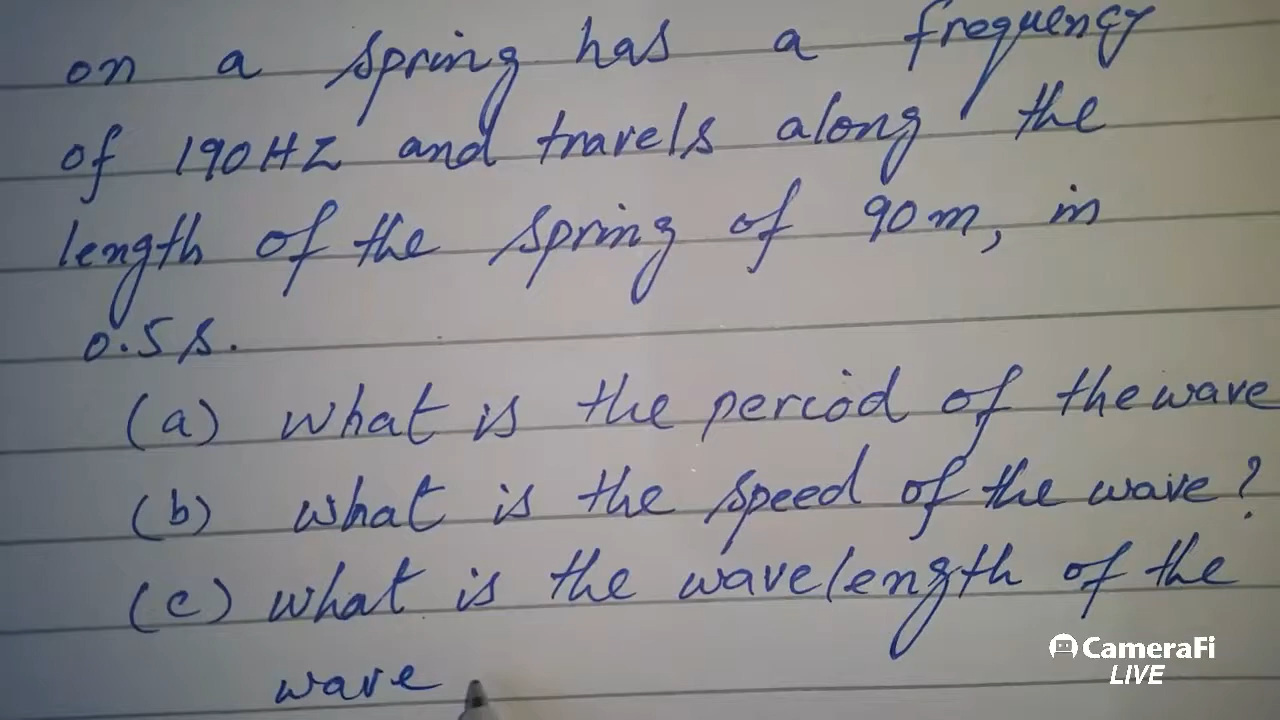 on a spring has a frequency
of 190HZ and travels along the
length of the spring of 90m, in
0.5s.
(a) what is the period of the wave
(b) what is the speed of the wave?
(c) what is the wavelength of the
wave
CameraFi
LIVE